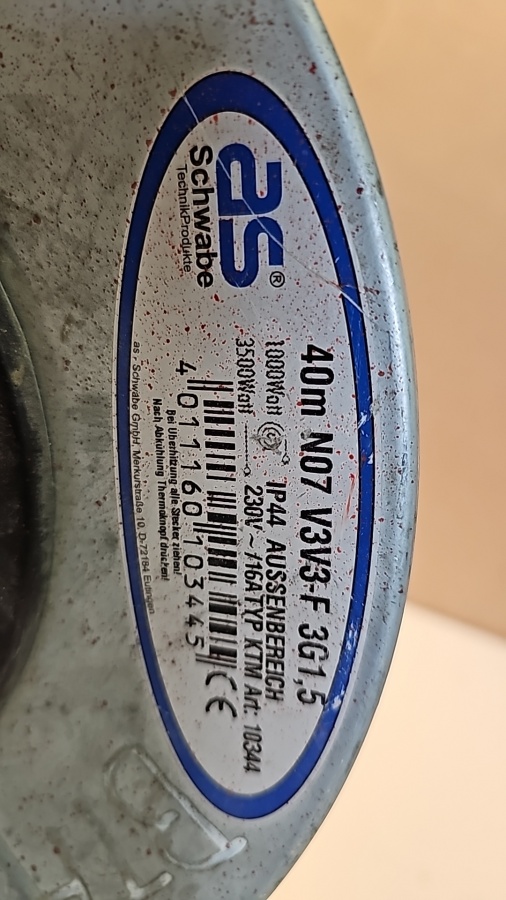 as®
Schwabe
TechnikProdukte
40m N07 V3V3-F 3G1,5
1000Watt IP44 AUSSENBEREICH
3500Watt 230V~/16A TYP KTM Art: 10344
4 011160 103445
CE
Bei Überhitzung alle Stecker ziehen!
Nach Abkühlung Thermoknopf drücken!
as - Schwabe GmbH, Merkurstraße 10, D-72184 Eutingen